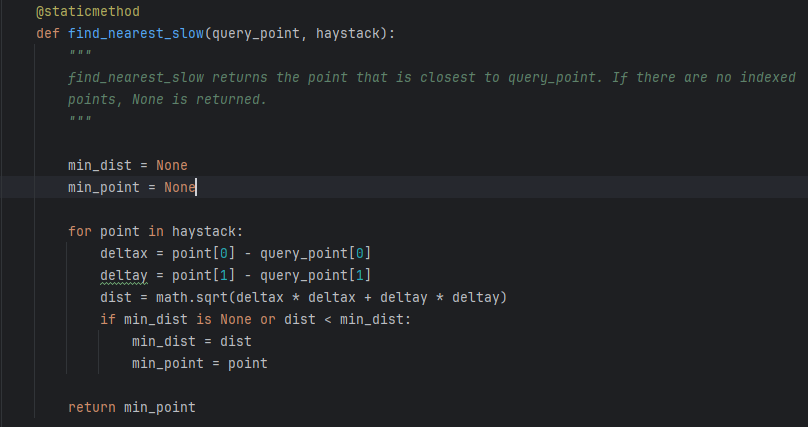 @staticmethod
def find_nearest_slow(query_point, haystack):
    """
    find_nearest_slow returns the point that is closest to query_point. If there are no indexed
    points, None is returned.
    """
    min_dist = None
    min_point = None
    for point in haystack:
        deltax = point[0] - query_point[0]
        deltay = point[1] - query_point[1]
        dist = math.sqrt(deltax * deltax + deltay * deltay)
        if min_dist is None or dist < min_dist:
            min_dist = dist
            min_point = point
    return min_point